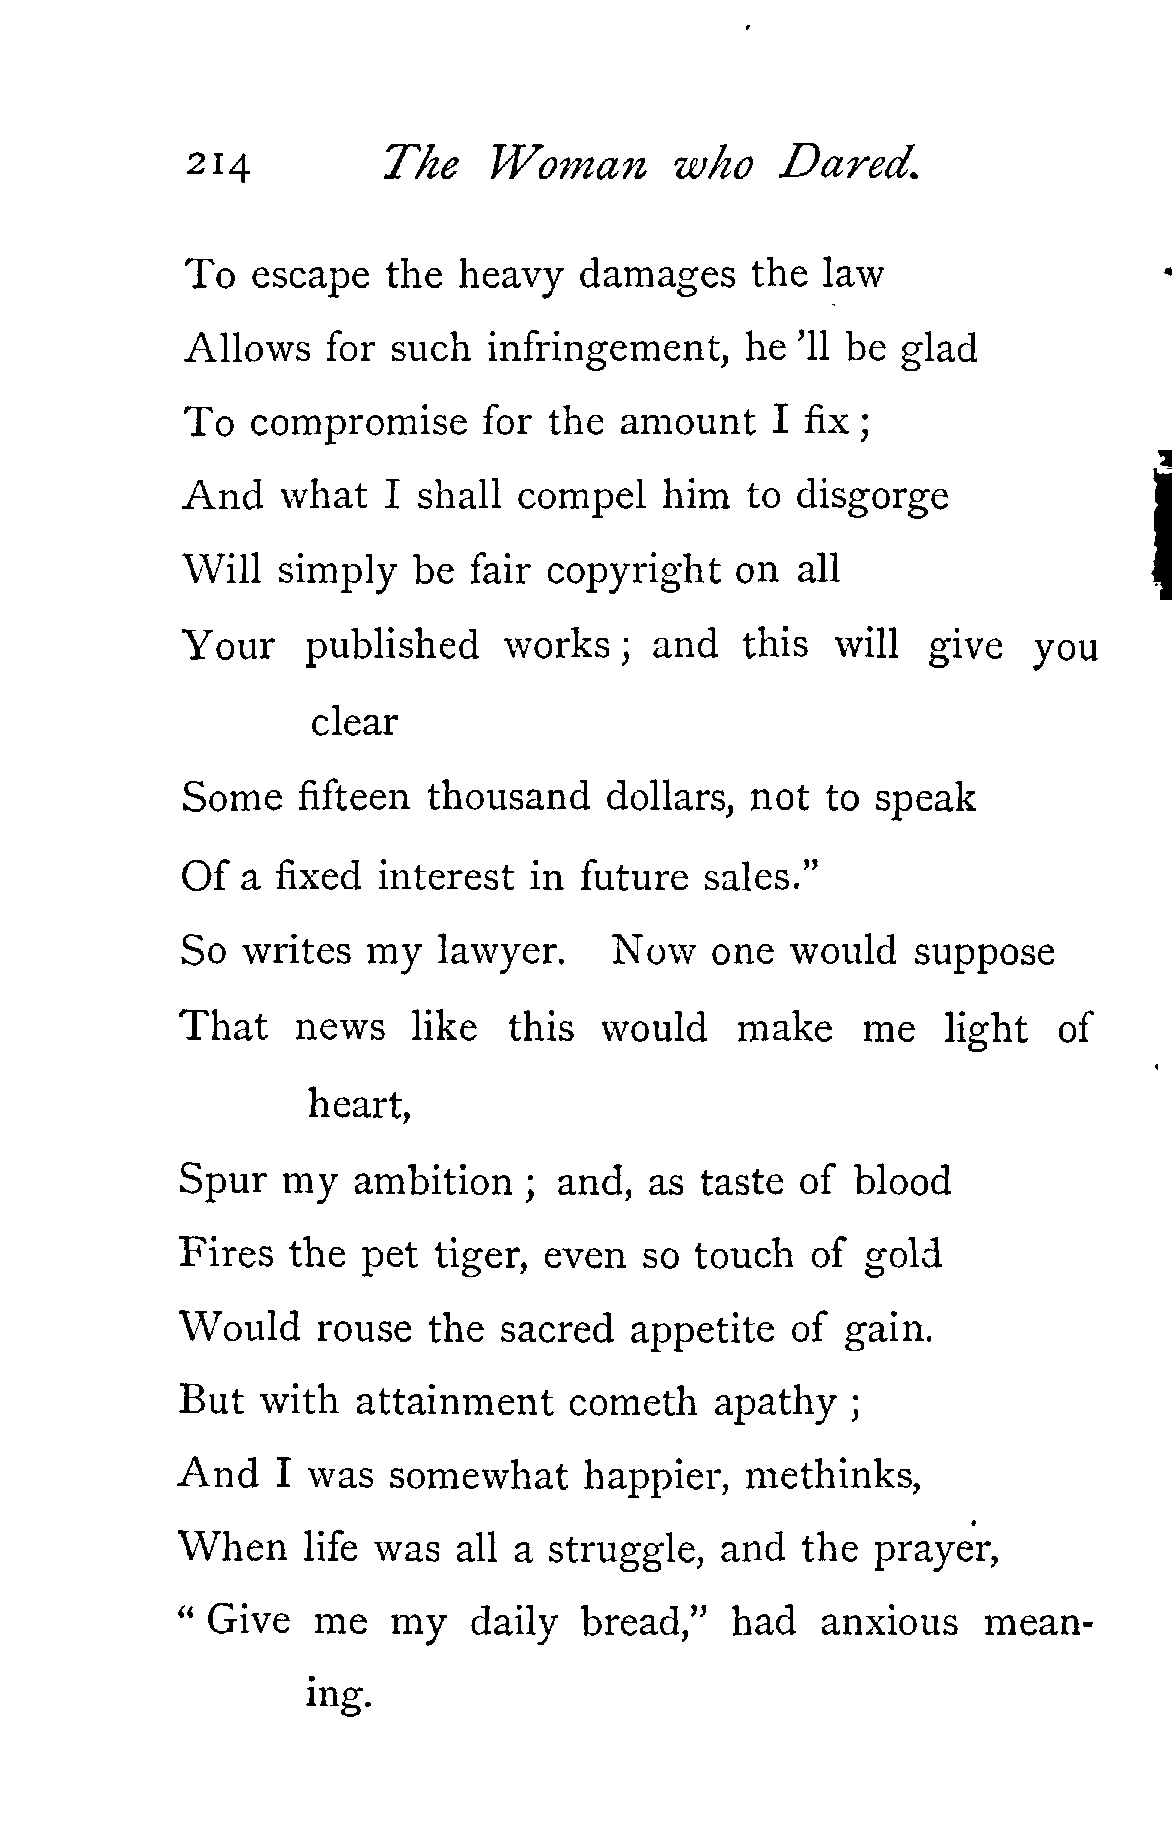 214 The Woman who Dared.
To escape the heavy damages the law
Allows for such infringement, he 'll be glad
To compromise for the amount I fix ;
And what I shall compel him to disgorge
Will simply be fair copyright on all
Your published works ; and this will give you
clear
Some fifteen thousand dollars, not to speak
Of a fixed interest in future sales."
So writes my lawyer. Now one would suppose
That news like this would make me light of
heart,
Spur my ambition ; and, as taste of blood
Fires the pet tiger, even so touch of gold
Would rouse the sacred appetite of gain.
But with attainment cometh apathy ;
And I was somewhat happier, methinks,
When life was all a struggle, and the prayer,
" Give me my daily bread," had anxious mean-
ing.